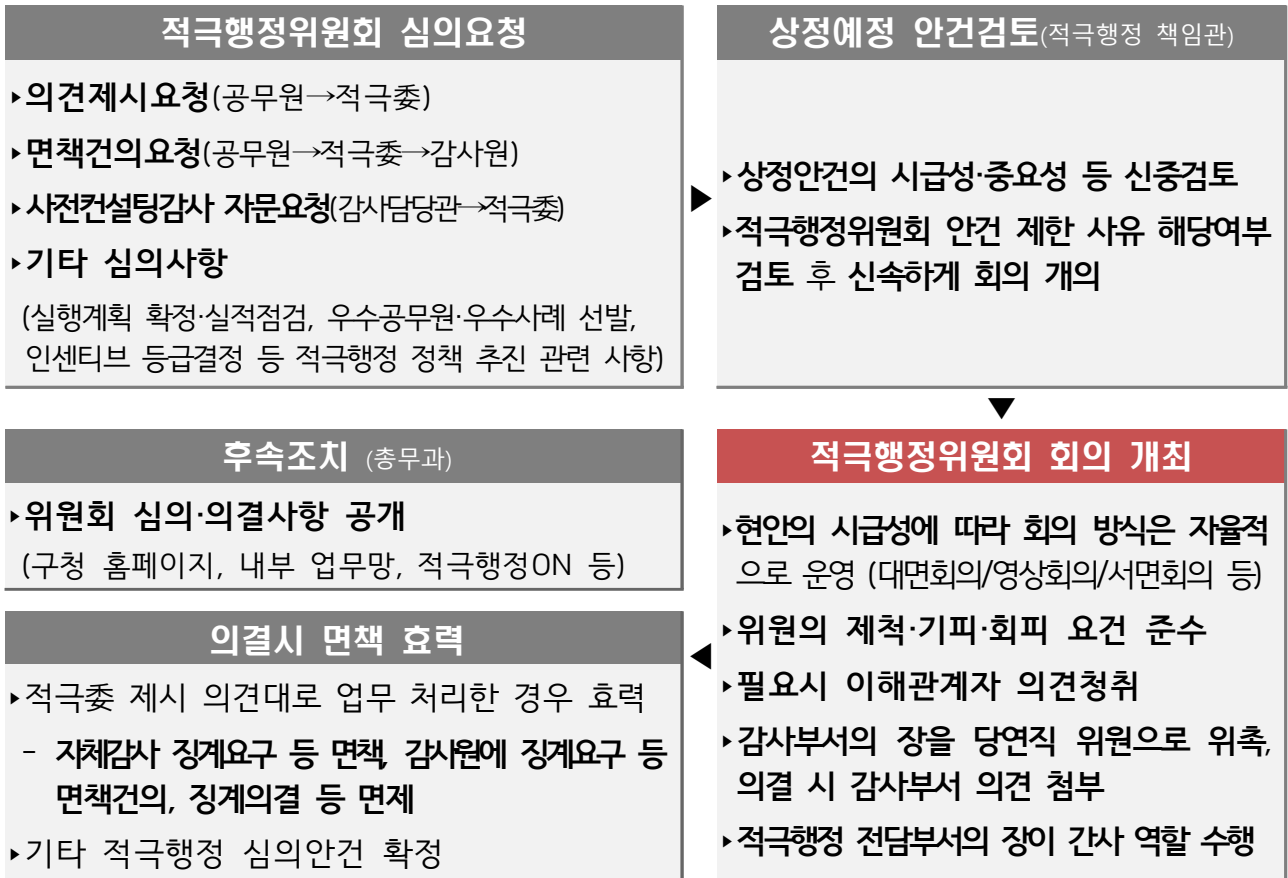 적극행정위원회 심의요청
▸의견제시요청(공무원→적극委)
▸면책건의요청(공무원→적극委→감사원)
▸사전컨설팅감사 자문요청(감사담당관→적극委)
▸기타 심의사항
(실행계획 확정·실적점검, 우수공무원·우수사례 선발,
인센티브 등급결정 등 적극행정 정책 추진 관련 사항)
상정예정 안건검토(적극행정 책임관)
▸상정안건의 시급성·중요성 등 신중검토
▸적극행정위원회 안건 제한 사유 해당여부
검토 후 신속하게 회의 개의
적극행정위원회 회의 개최
▸현안의 시급성에 따라 회의 방식은 자율적
으로 운영 (대면회의/영상회의/서면회의 등)
▸위원의 제척·기피·회피 요건 준수
▸필요시 이해관계자 의견청취
▸감사부서의 장을 당연직 위원으로 위촉,
의결 시 감사부서 의견 첨부
▸적극행정 전담부서의 장이 간사 역할 수행
후속조치 (총무과)
▸위원회 심의·의결사항 공개
(구청 홈페이지, 내부 업무망, 적극행정ON 등)
의결시 면책 효력
▸적극委 제시 의견대로 업무 처리한 경우 효력
- 자체감사 징계요구 등 면책, 감사원에 징계요구 등
면책건의, 징계의결 등 면제
▸기타 적극행정 심의안건 확정